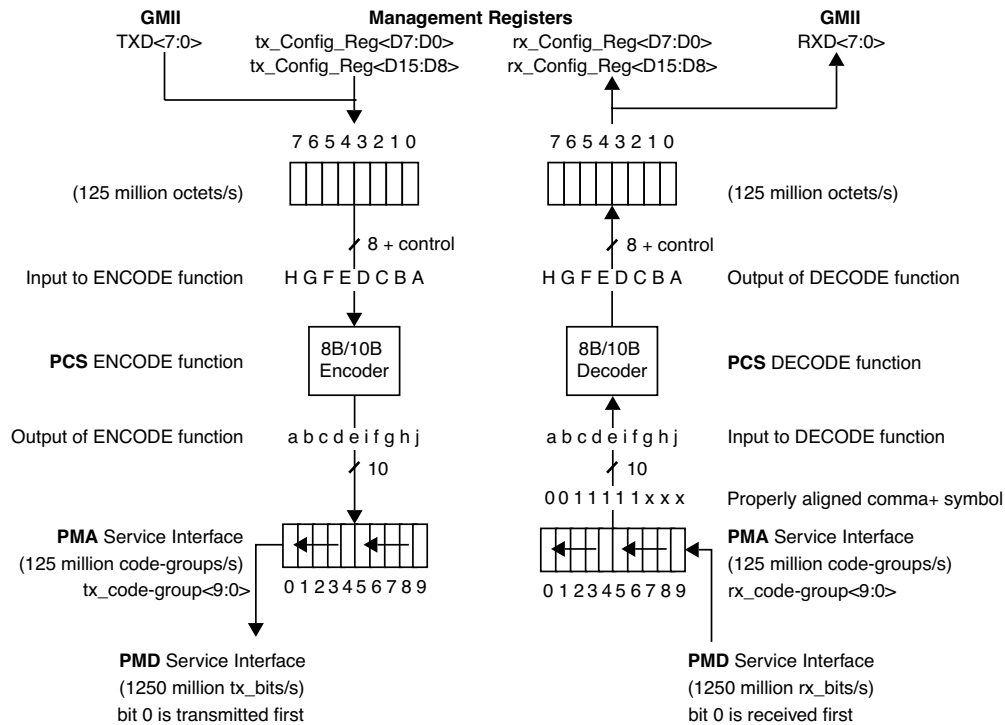 GMII
Management Registers
GMII
TXD<7:0>
tx_Config_Reg<D7:D0>
rx_Config_Reg<D7:D0>
RXD<7:0>
tx_Config_Reg<D15:D8>
rx_Config_Reg<D15:D8>
7 6 5 4 3 2 1 0
7 6 5 4 3 2 1 0
(125 million octets/s)
(125 million octets/s)
8 + control
8 + control
Input to ENCODE function
H G F E D C B A
H G F E D C B A
Output of DECODE function
PCS ENCODE function
8B/10B
Encoder
8B/10B
Decoder
PCS DECODE function
Output of ENCODE function
a b c d e i f g h j
a b c d e i f g h j
Input to DECODE function
10
10
0 0 1 1 1 1 1 x x x
Properly aligned comma+ symbol
PMA Service Interface
(125 million code-groups/s)
tx_code-group<9:0>
0 1 2 3 4 5 6 7 8 9
0 1 2 3 4 5 6 7 8 9
PMA Service Interface
(125 million code-groups/s)
rx_code-group<9:0>
PMD Service Interface
(1250 million tx_bits/s)
bit 0 is transmitted first
PMD Service Interface
(1250 million rx_bits/s)
bit 0 is received first